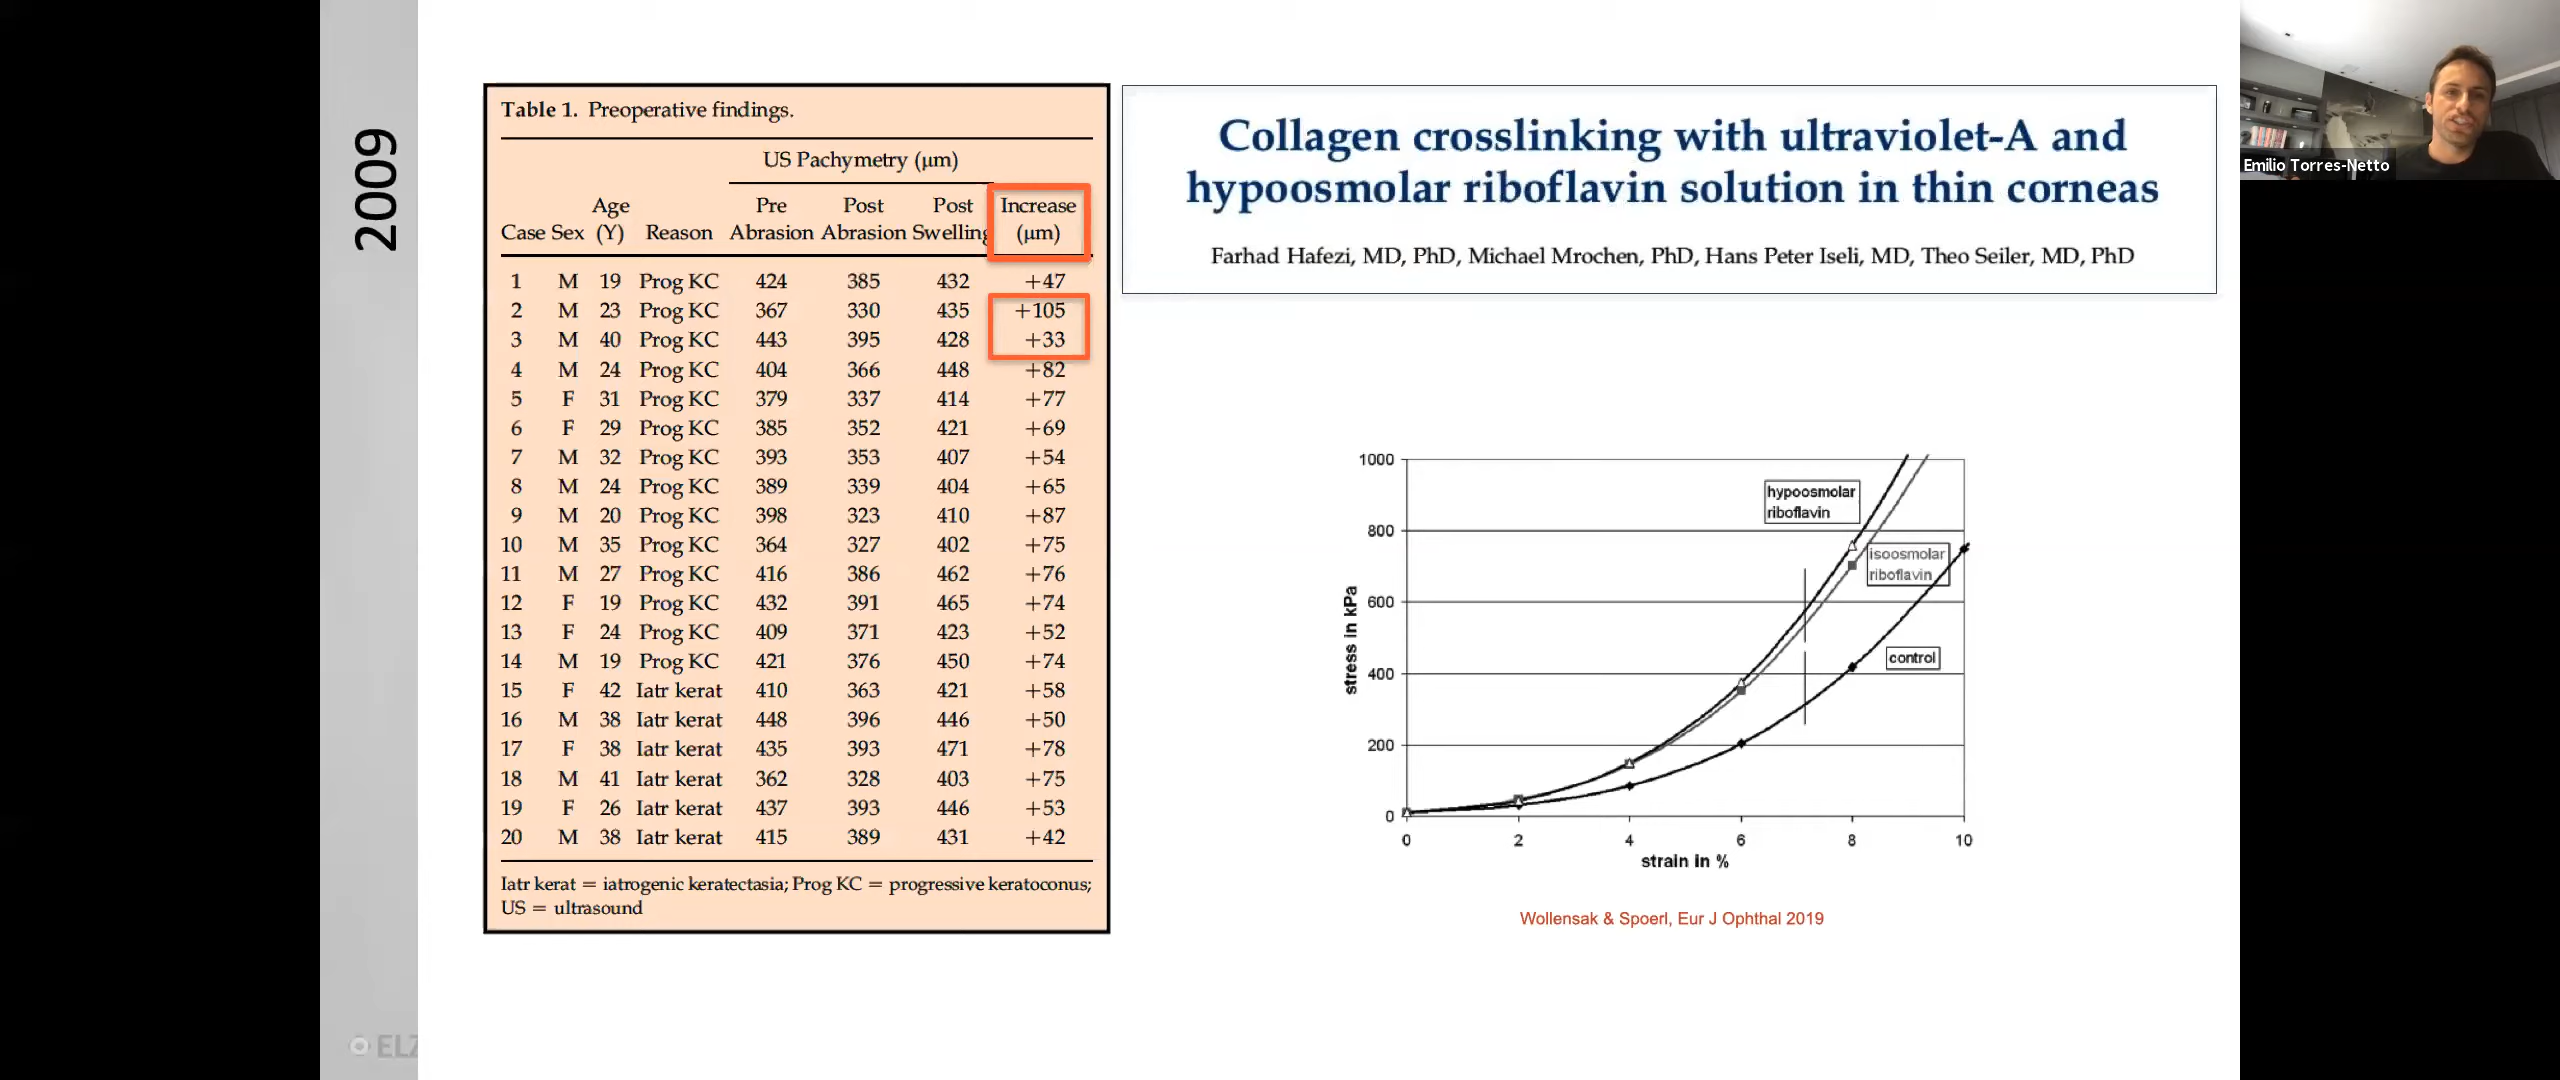 2009
Table 1. Preoperative findings.
US Pachymetry (μm)
Case Sex Age (Y) Reason Pre Abrasion Post Abrasion Post Swelling Increase (μm)
1 M 19 Prog KC 424 385 432 +47
2 M 23 Prog KC 367 330 435 +105
3 M 40 Prog KC 443 395 428 +33
4 M 24 Prog KC 404 366 448 +82
5 F 31 Prog KC 379 337 414 +77
6 F 29 Prog KC 385 352 421 +69
7 M 32 Prog KC 393 353 407 +54
8 M 24 Prog KC 389 339 404 +65
9 M 20 Prog KC 398 323 410 +87
10 M 35 Prog KC 364 327 402 +75
11 M 27 Prog KC 416 386 462 +76
12 F 19 Prog KC 432 391 465 +74
13 F 24 Prog KC 409 371 423 +52
14 M 19 Prog KC 421 376 450 +74
15 F 42 Iatr kerat 410 363 421 +58
16 M 38 Iatr kerat 448 396 446 +50
17 F 38 Iatr kerat 435 393 471 +78
18 M 41 Iatr kerat 362 328 403 +75
19 F 26 Iatr kerat 437 393 446 +53
20 M 38 Iatr kerat 415 389 431 +42
Iatr kerat = iatrogenic keratectasia; Prog KC = progressive keratoconus;
US = ultrasound
Collagen crosslinking with ultraviolet-A and
hypoosmolar riboflavin solution in thin corneas
Farhad Hafezi, MD, PhD, Michael Mrochen, PhD, Hans Peter Iseli, MD, Theo Seiler, MD, PhD
1000
800
600
400
200
0
stress in kPa
hypoosmolar
riboflavin
isoosmolar
riboflavin
control
0 2 4 6 8 10
strain in %
Wollensak & Spoerl, Eur J Ophthal 2019
Emilio Torres-Netto